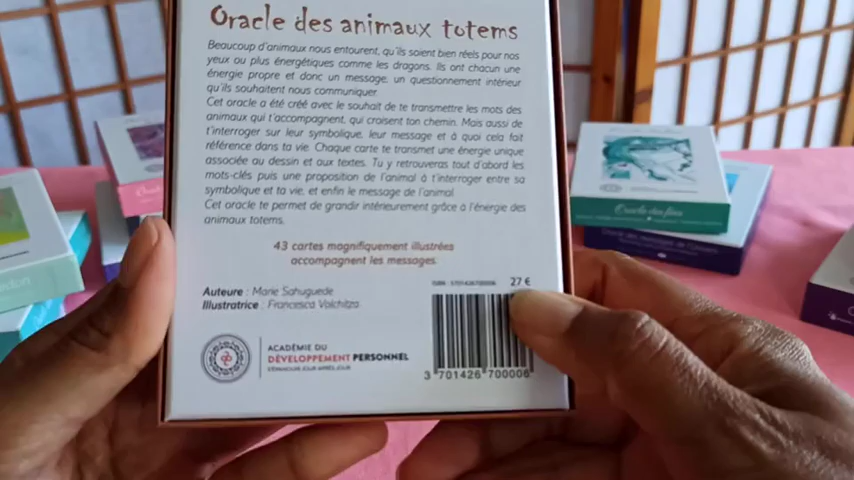 Oracle des animaux totems
Beaucoup d'animaux nous entourent, qu'ils soient bien réels pour nos
yeux ou plus énergétiques comme les dragons. Ils ont chacun une
énergie propre et donc un message, un questionnement intérieur
qu'ils souhaitent nous communiquer.
Cet oracle a été créé avec le souhait de te transmettre les mots des
animaux qui t'accompagnent, qui croisent ton chemin. Mais aussi de
t'interroger sur leur symbolique, leur message et à quoi cela fait
référence dans ta vie. Chaque carte te transmet une énergie unique
associée au dessin et aux textes. Tu y retrouveras tout d'abord les
mots-clés puis une proposition de l'animal à t'interroger entre sa
symbolique et ta vie, et enfin le message de l'animal.
Cet oracle te permet de grandir intérieurement grâce à l'énergie des
animaux totems.
43 cartes magnifiquement illustrées
accompagnent les messages.
27 €
Auteure : Marie Sahuguede
Illustratrice : Francesca Valchitza
ACADÉMIE DU
DÉVELOPPEMENT PERSONNEL
S'ÉPANOUIR JOUR APRÈS JOUR
3 701426 700006
Oracle des fées